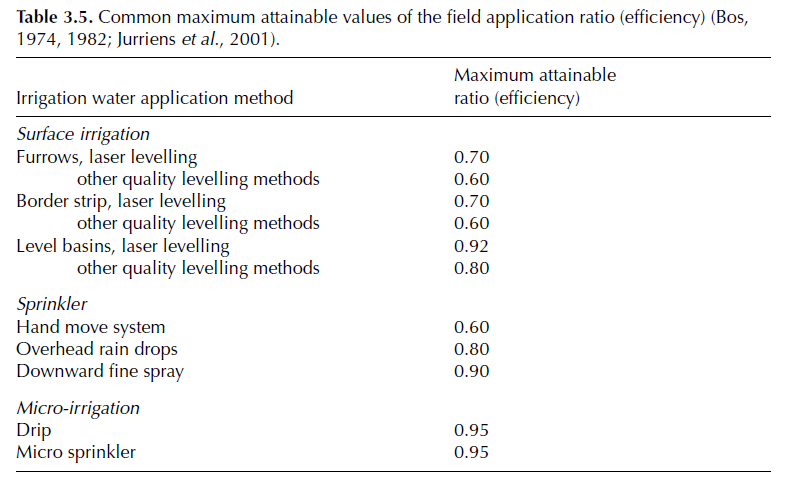 Table 3.5. Common maximum attainable values of the field application ratio (efficiency) (Bos,
1974, 1982; Jurriens et al., 2001).
Maximum attainable
Irrigation water application method ratio (efficiency)
Surface irrigation
Furrows, laser levelling 0.70
other quality levelling methods 0.60
Border strip, laser levelling 0.70
other quality levelling methods 0.60
Level basins, laser levelling 0.92
other quality levelling methods 0.80
Sprinkler
Hand move system 0.60
Overhead rain drops 0.80
Downward fine spray 0.90
Micro-irrigation
Drip 0.95
Micro sprinkler 0.95